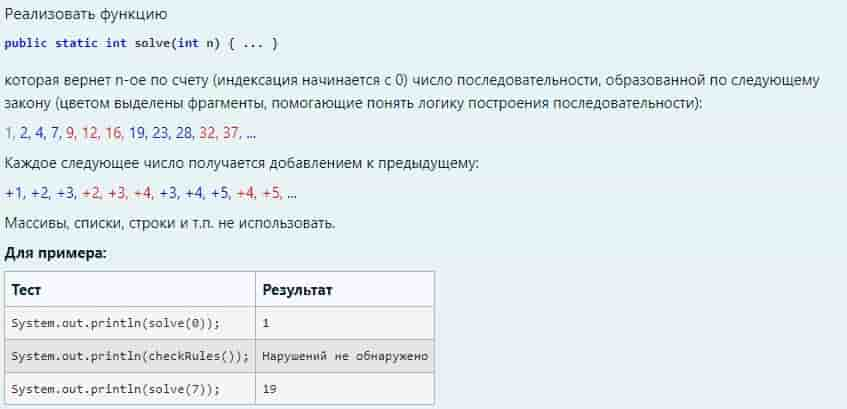 Реализовать функцию
public static int solve(int n) { ... }
которая вернет n-ое по счету (индексация начинается с 0) число последовательности, образованной по следующему
закону (цветом выделены фрагменты, помогающие понять логику построения последовательности):
1, 2, 4, 7, 9, 12, 16, 19, 23, 28, 32, 37, ...
Каждое следующее число получается добавлением к предыдущему:
+1, +2, +3, +2, +3, +4, +3, +4, +5, +4, +5, ...
Массивы, списки, строки и т.п. не использовать.
Для примера:
Тест Результат
System.out.println(solve(0)); 1
System.out.println(checkRules()); Нарушений не обнаружено
System.out.println(solve(7)); 19